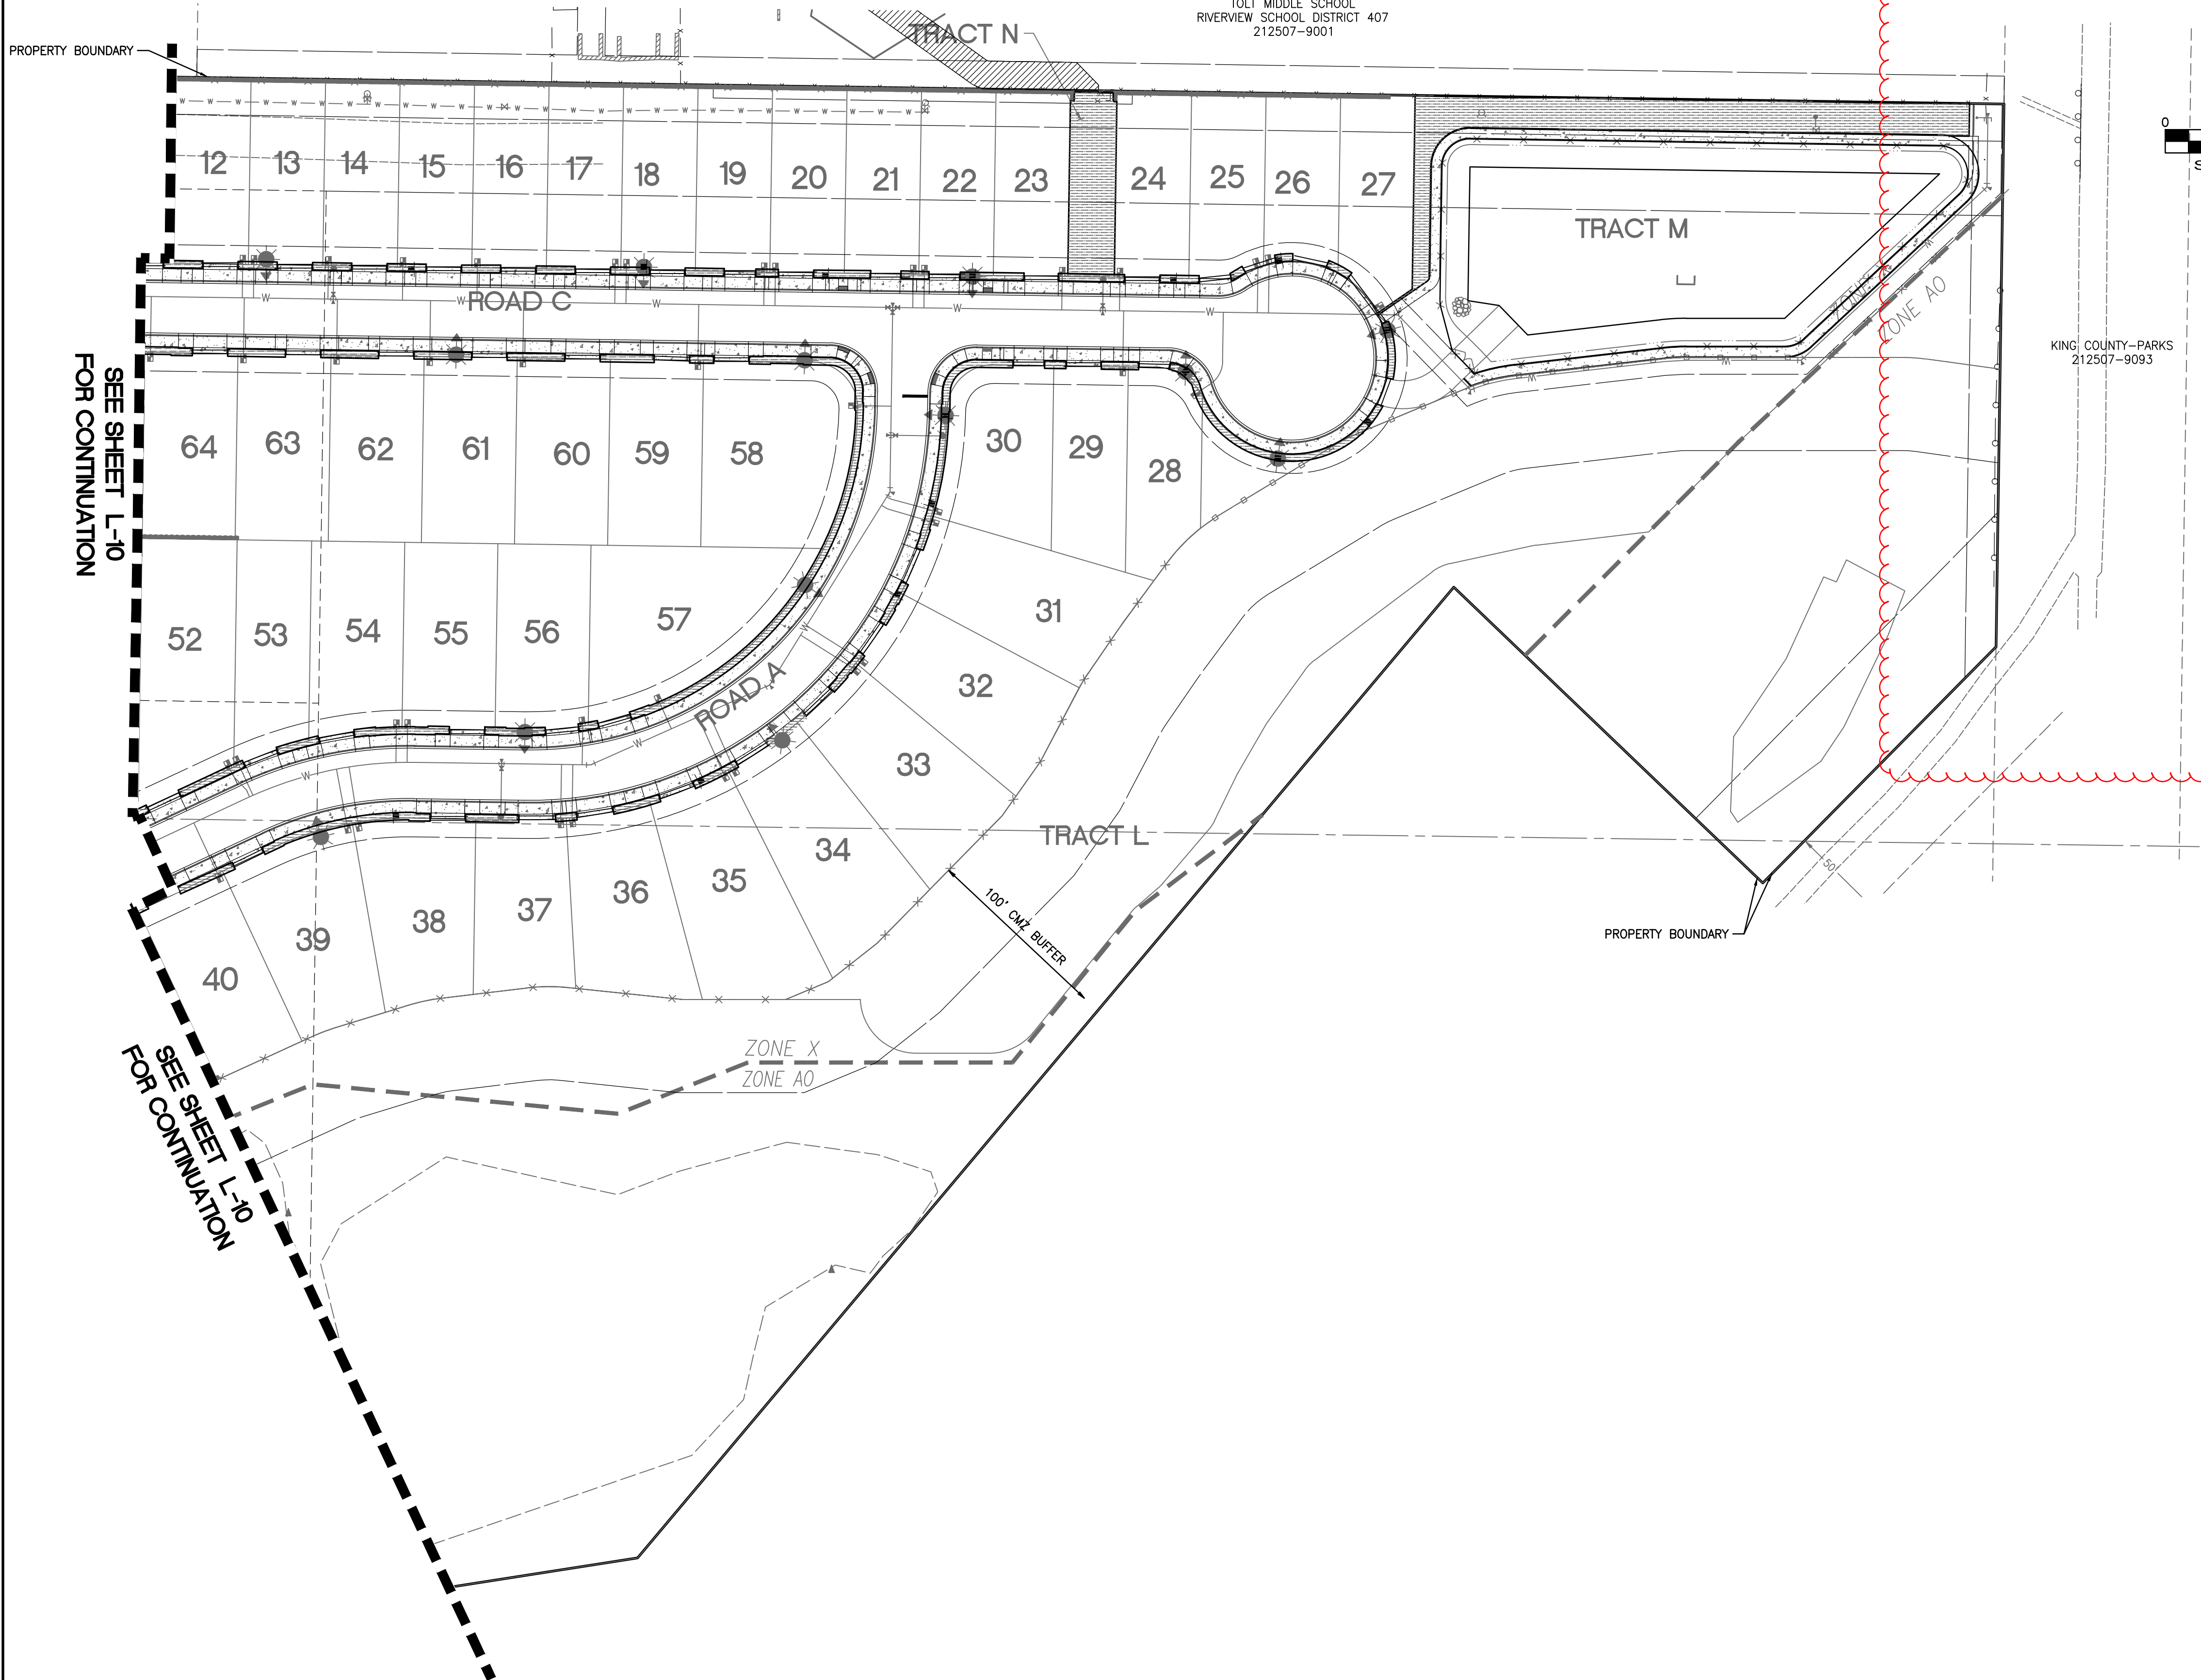 TOLT MIDDLE SCHOOL
RIVERVIEW SCHOOL DISTRICT 407
212507-9001
TRACT N
PROPERTY BOUNDARY
0
12
13
14
15
16
17
18
19
20
21
22
23
24
25
26
27
TRACT M
ROAD C
ZONE
ZONE AO
KING COUNTY-PARKS
212507-9093
SEE SHEET L-10
FOR CONTINUATION
64
63
62
61
60
59
58
30
29
28
52
53
54
55
56
57
31
32
33
34
35
36
37
38
39
40
ROAD A
TRACT L
100' CMZ BUFFER
50'
PROPERTY BOUNDARY
ZONE X
ZONE AO
SEE SHEET L-10
FOR CONTINUATION